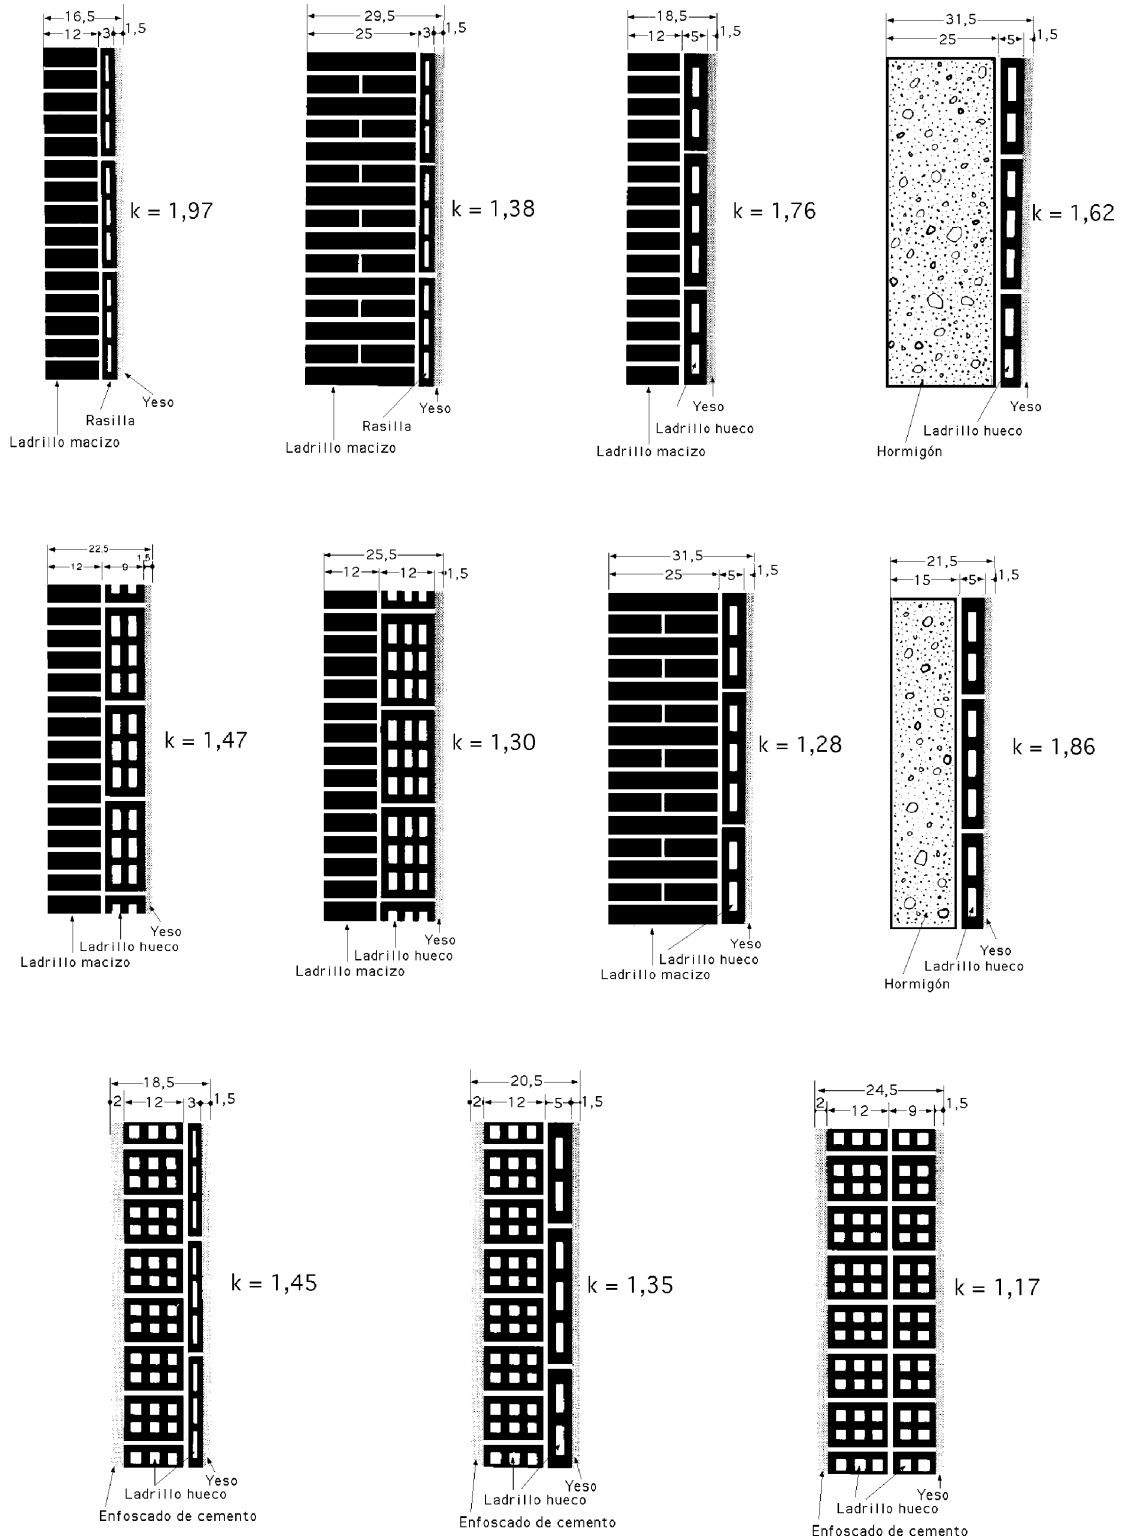 16,5
12
3
1,5
k = 1,97
Yeso
Rasilla
Ladrillo macizo
29,5
25
3
1,5
k = 1,38
Yeso
Rasilla
Ladrillo macizo
18,5
12
5
1,5
k = 1,76
Yeso
Ladrillo hueco
Ladrillo macizo
31,5
25
5
1,5
k = 1,62
Yeso
Ladrillo hueco
Hormigón
22,5
12
9
1,5
k = 1,47
Yeso
Ladrillo hueco
Ladrillo macizo
25,5
12
12
1,5
k = 1,30
Yeso
Ladrillo hueco
Ladrillo macizo
31,5
25
5
1,5
k = 1,28
Yeso
Ladrillo hueco
Ladrillo macizo
21,5
15
5
1,5
k = 1,86
Yeso
Ladrillo hueco
Hormigón
18,5
2
12
3
1,5
k = 1,45
Yeso
Ladrillo hueco
Enfoscado de cemento
20,5
2
12
5
1,5
k = 1,35
Yeso
Ladrillo hueco
Enfoscado de cemento
24,5
2
12
9
1,5
k = 1,17
Yeso
Ladrillo hueco
Enfoscado de cemento